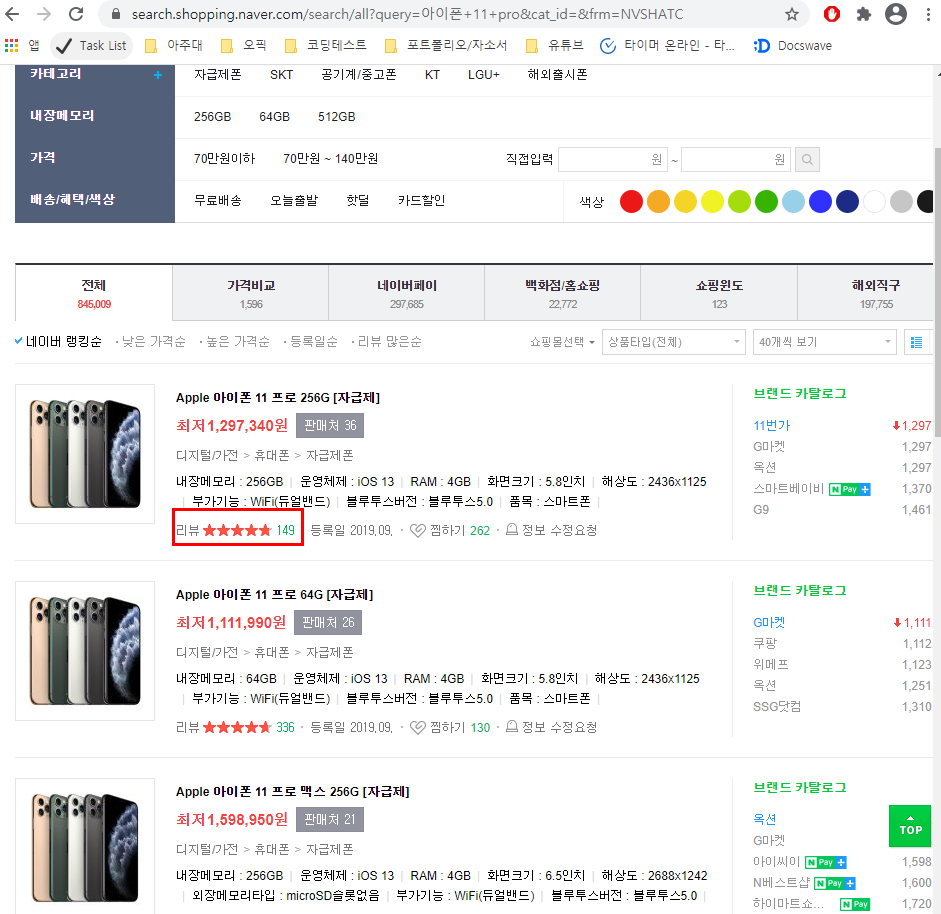 search.shopping.naver.com/search/all?query=아이폰+11+pro&cat_id=&frm=NVSHATC
앱 Task List 아주대 오픽 코딩테스트 포트폴리오/자소서 유튜브 타이머 온라인 - 타... Docswave
카테고리 + 자급제폰 SKT 공기계/중고폰 KT LGU+ 해외출시폰
내장메모리 256GB 64GB 512GB
가격 70만원이하 70만원 ~ 140만원 직접입력 원 ~ 원
배송/혜택/색상 무료배송 오늘출발 핫딜 카드할인 색상
전체 가격비교 네이버페이 백화점/홈쇼핑 쇼핑윈도 해외직구
845,009 1,596 297,685 22,772 123 197,755
네이버 랭킹순 · 낮은 가격순 · 높은 가격순 · 등록일순 · 리뷰 많은순 쇼핑몰선택 상품타입(전체) 40개씩 보기
Apple 아이폰 11 프로 256G [자급제]
최저1,297,340원 판매처 36
디지털/가전 > 휴대폰 > 자급제폰
내장메모리 : 256GB | 운영체제 : iOS 13 | RAM : 4GB | 화면크기 : 5.8인치 | 해상도 : 2436x1125
| 부가기능 : WiFi(듀얼밴드) | 블루투스버전 : 블루투스5.0 | 품목 : 스마트폰 |
리뷰 ★★★★★ 149 등록일 2019.09. · 찜하기 262 · 정보 수정요청
브랜드 카탈로그
11번가 1,297
G마켓 1,297
옥션 1,297
스마트베이비 N Pay + 1,370
G9 1,461
Apple 아이폰 11 프로 64G [자급제]
최저1,111,990원 판매처 26
디지털/가전 > 휴대폰 > 자급제폰
내장메모리 : 64GB | 운영체제 : iOS 13 | RAM : 4GB | 화면크기 : 5.8인치 | 해상도 : 2436x1125
| 부가기능 : WiFi(듀얼밴드) | 블루투스버전 : 블루투스5.0 | 품목 : 스마트폰 |
리뷰 ★★★★★ 336 · 등록일 2019.09. · 찜하기 130 · 정보 수정요청
브랜드 카탈로그
G마켓 1,111
쿠팡 1,112
위메프 1,123
옥션 1,251
SSG닷컴 1,310
Apple 아이폰 11 프로 맥스 256G [자급제]
최저1,598,950원 판매처 21
디지털/가전 > 휴대폰 > 자급제폰
내장메모리 : 256GB | 운영체제 : iOS 13 | RAM : 4GB | 화면크기 : 6.5인치 | 해상도 : 2688x1242
| 외장메모리타입 : microSD슬롯없음 | 부가기능 : WiFi(듀얼밴드) | 블루투스버전 : 블루투스5.0 |
브랜드 카탈로그
옥션
G마켓
아이씨이 N Pay + 1,598
N베스트샵 N Pay + 1,600
하이마트쇼... N Pay 1,720
TOP